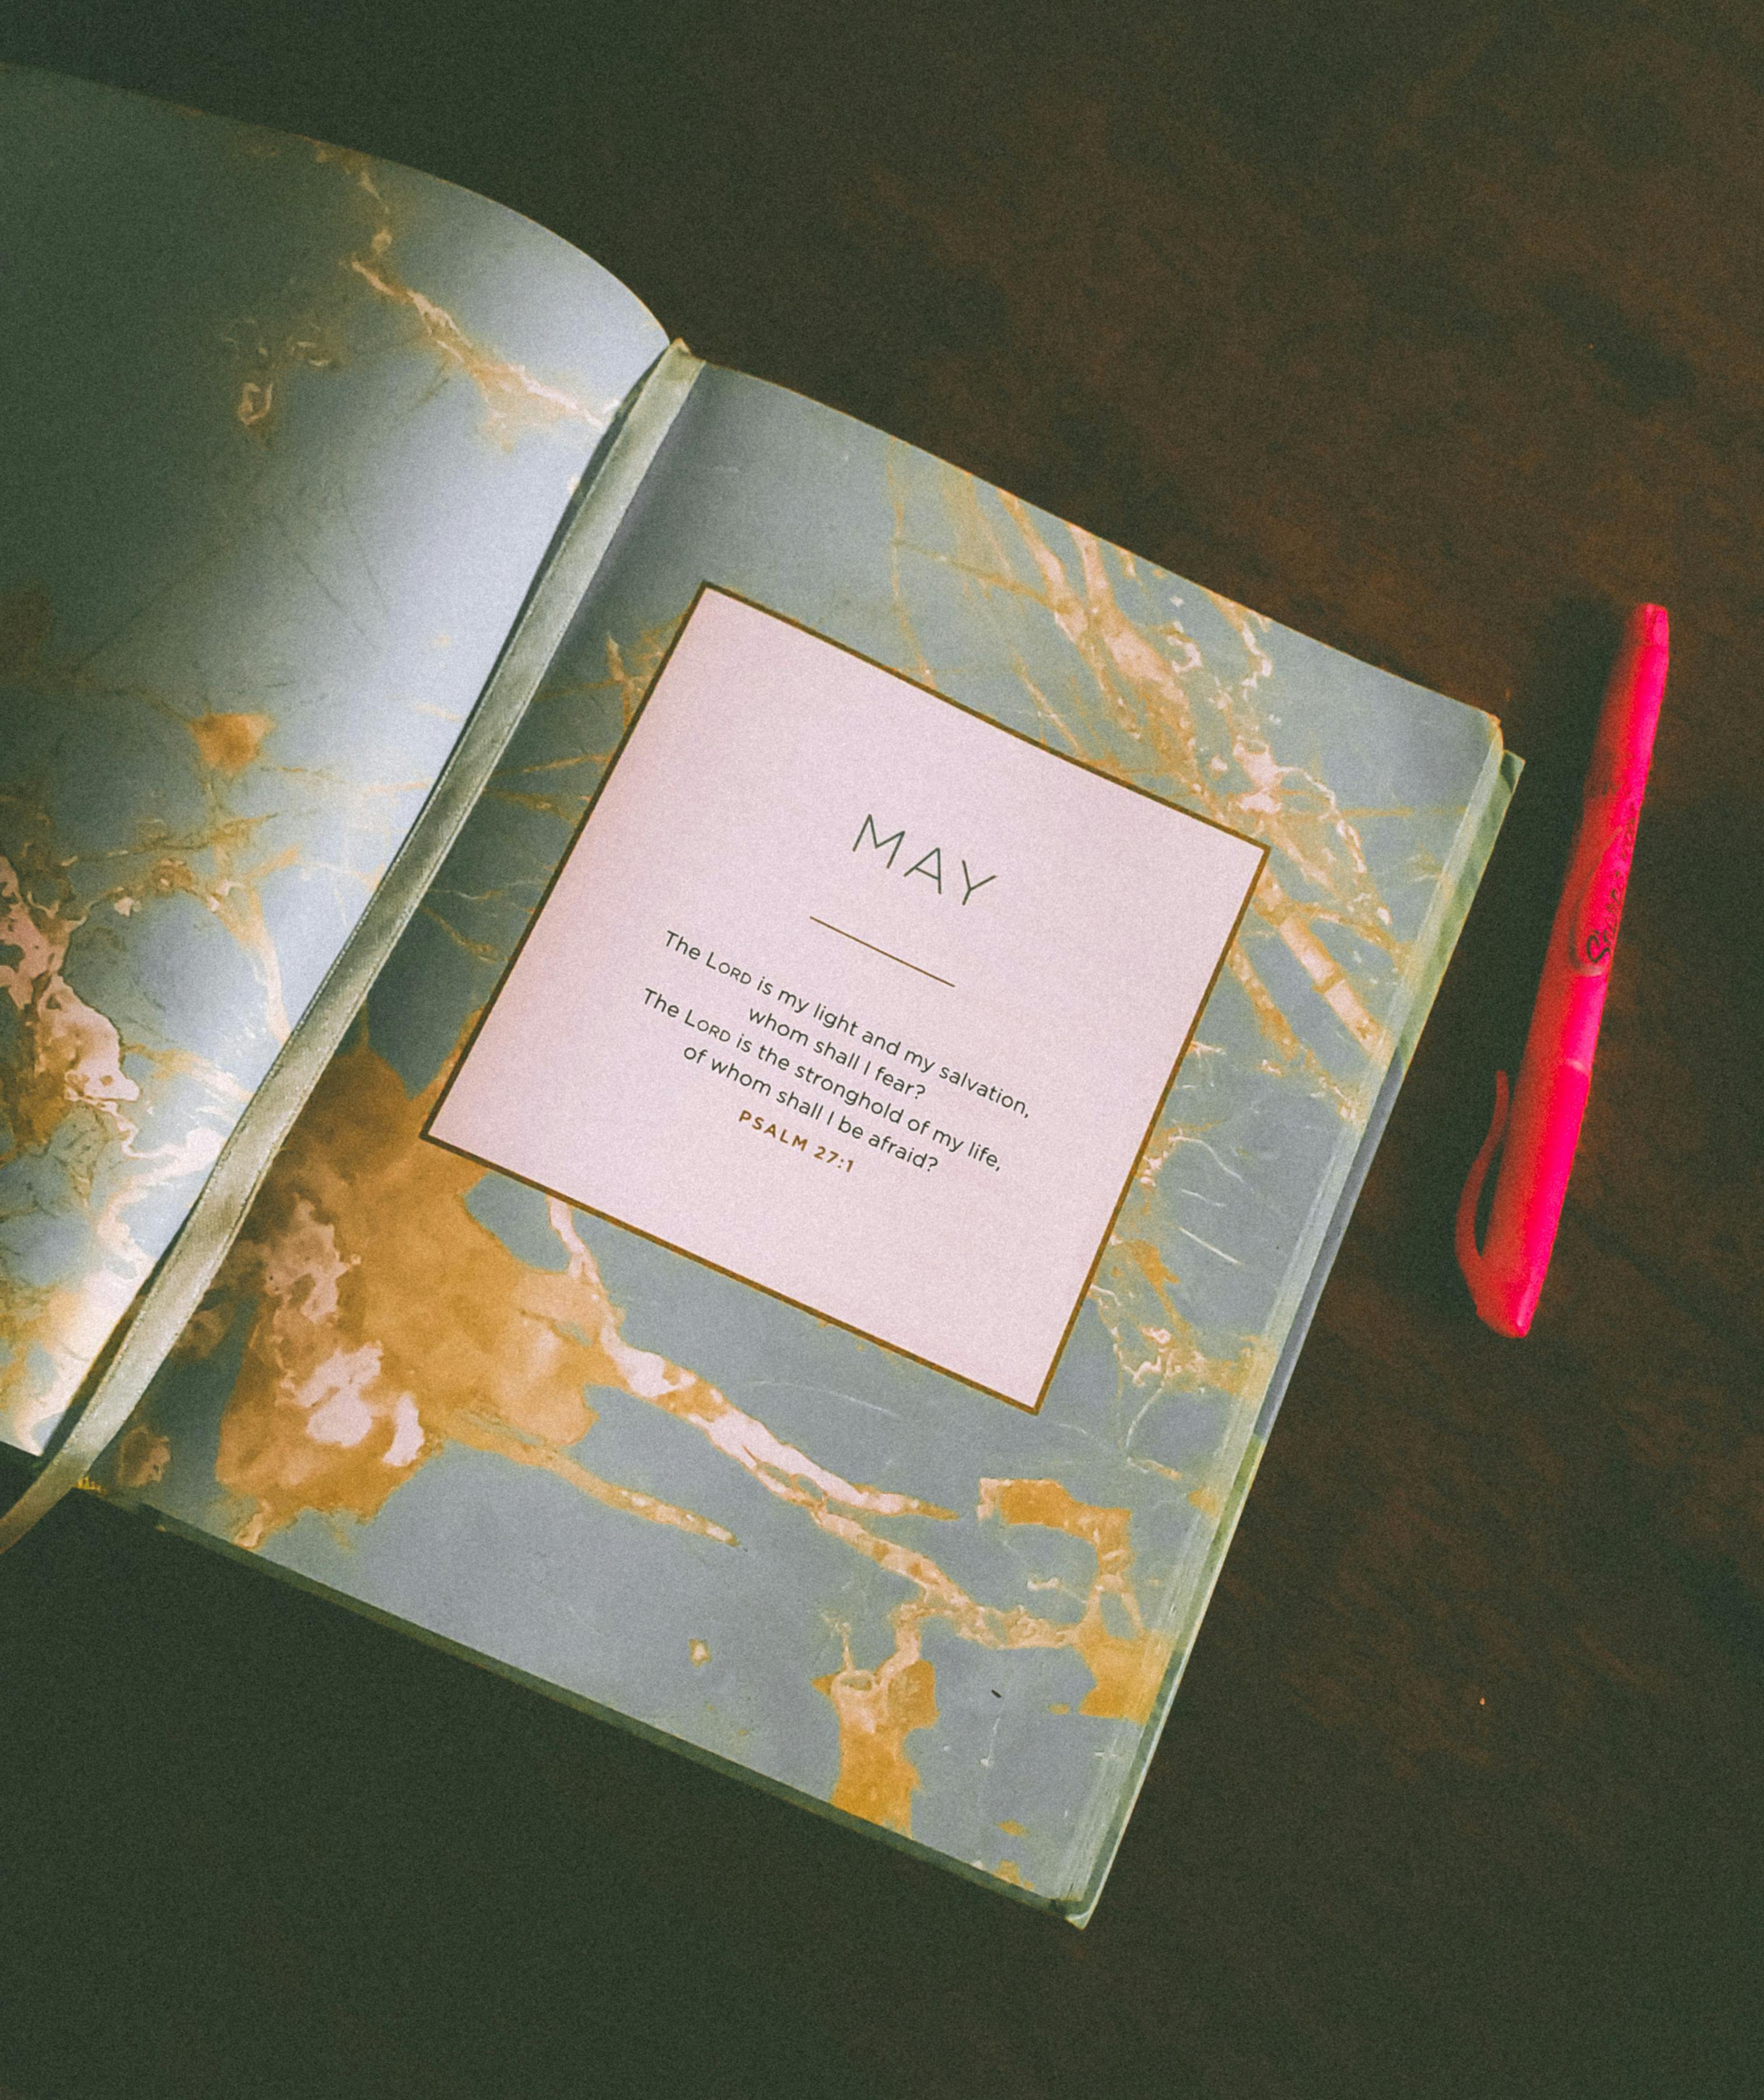 MAY
The LORD is my light and my salvation,
whom shall I fear?
The LORD is the stronghold of my life,
of whom shall I be afraid?
PSALM 27:1